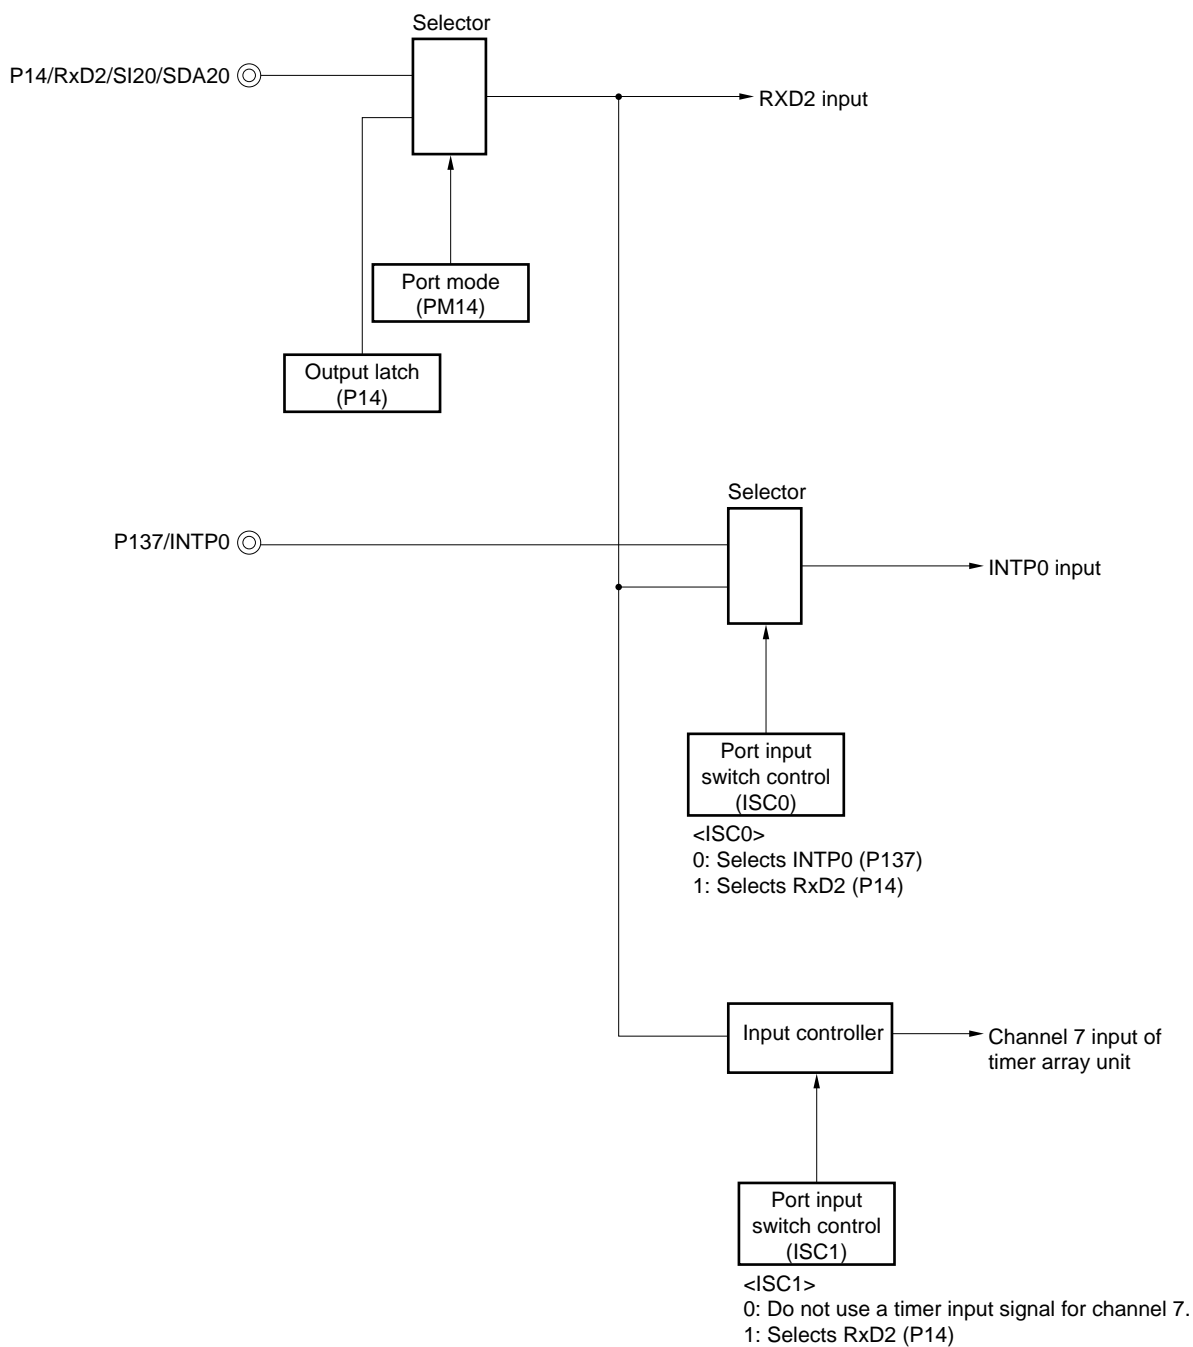 Selector
P14/RxD2/SI20/SDA20
RXD2 input
Port mode
(PM14)
Output latch
(P14)
Selector
P137/INTP0
INTP0 input
Port input
switch control
(ISC0)
<ISC0>
0: Selects INTP0 (P137)
1: Selects RxD2 (P14)
Input controller
Channel 7 input of
timer array unit
Port input
switch control
(ISC1)
<ISC1>
0: Do not use a timer input signal for channel 7.
1: Selects RxD2 (P14)